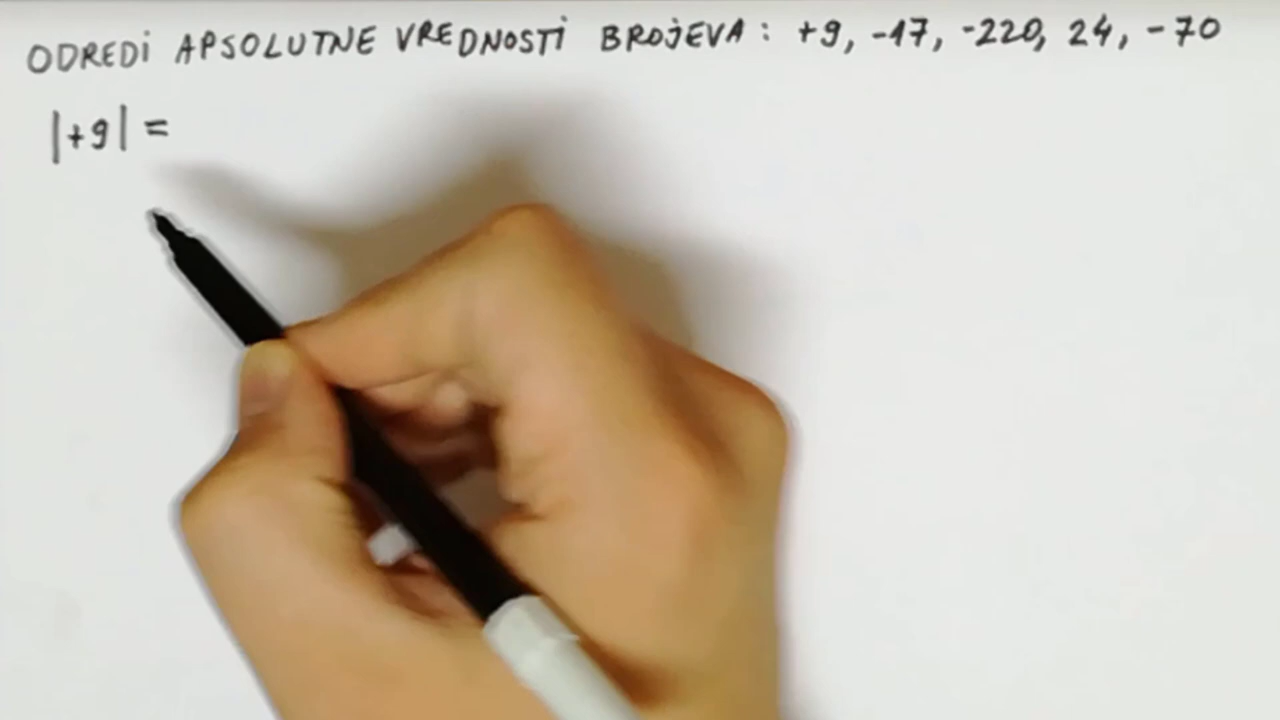 ODREDI APSOLUTNE VREDNOSTI BROJEVA: +9, -17, -220, 24, -70
|+9| =